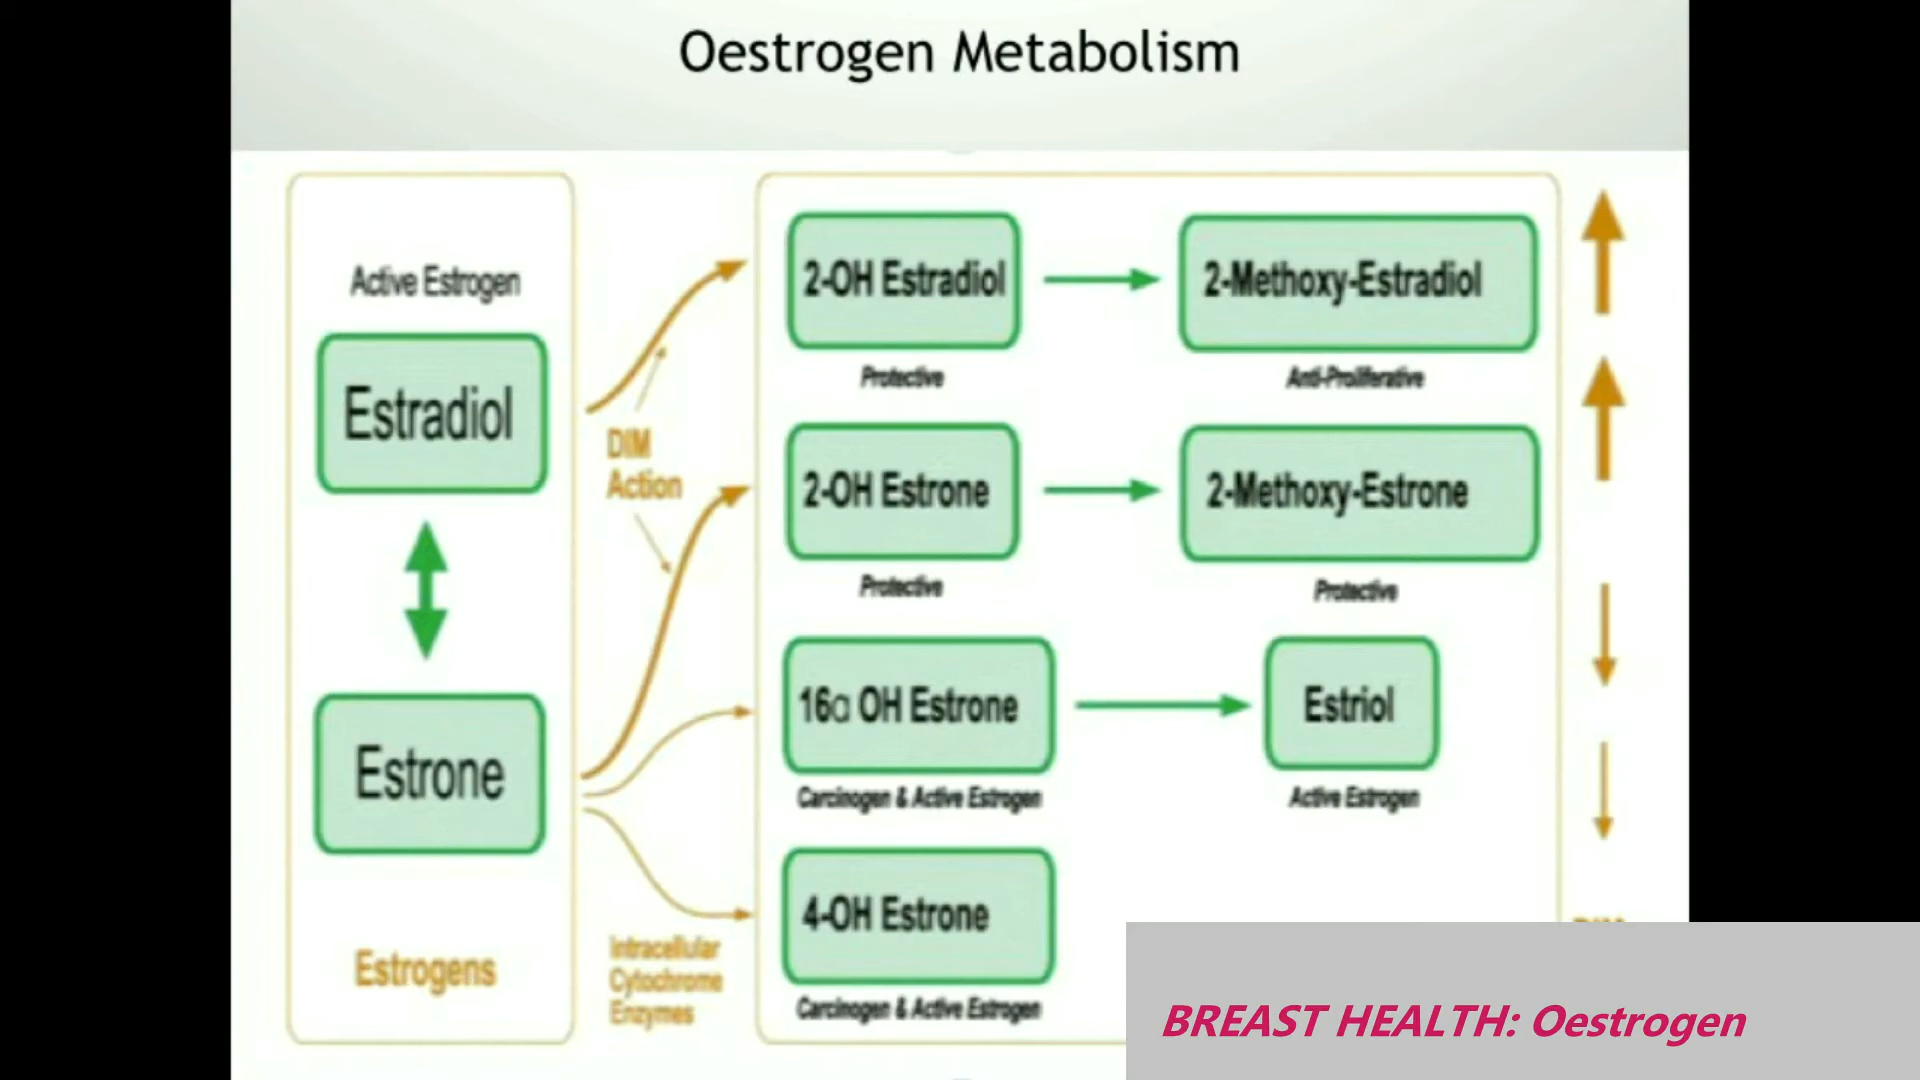 Oestrogen Metabolism
Active Estrogen
Estradiol
Estrone
Estrogens
DIM
Action
Intracellular
Cytochrome
Enzymes
2-OH Estradiol
Protective
2-Methoxy-Estradiol
Anti-Proliferative
2-OH Estrone
Protective
2-Methoxy-Estrone
Protective
16α OH Estrone
Carcinogen & Active Estrogen
Estriol
Active Estrogen
4-OH Estrone
Carcinogen & Active Estrogen
BREAST HEALTH: Oestrogen